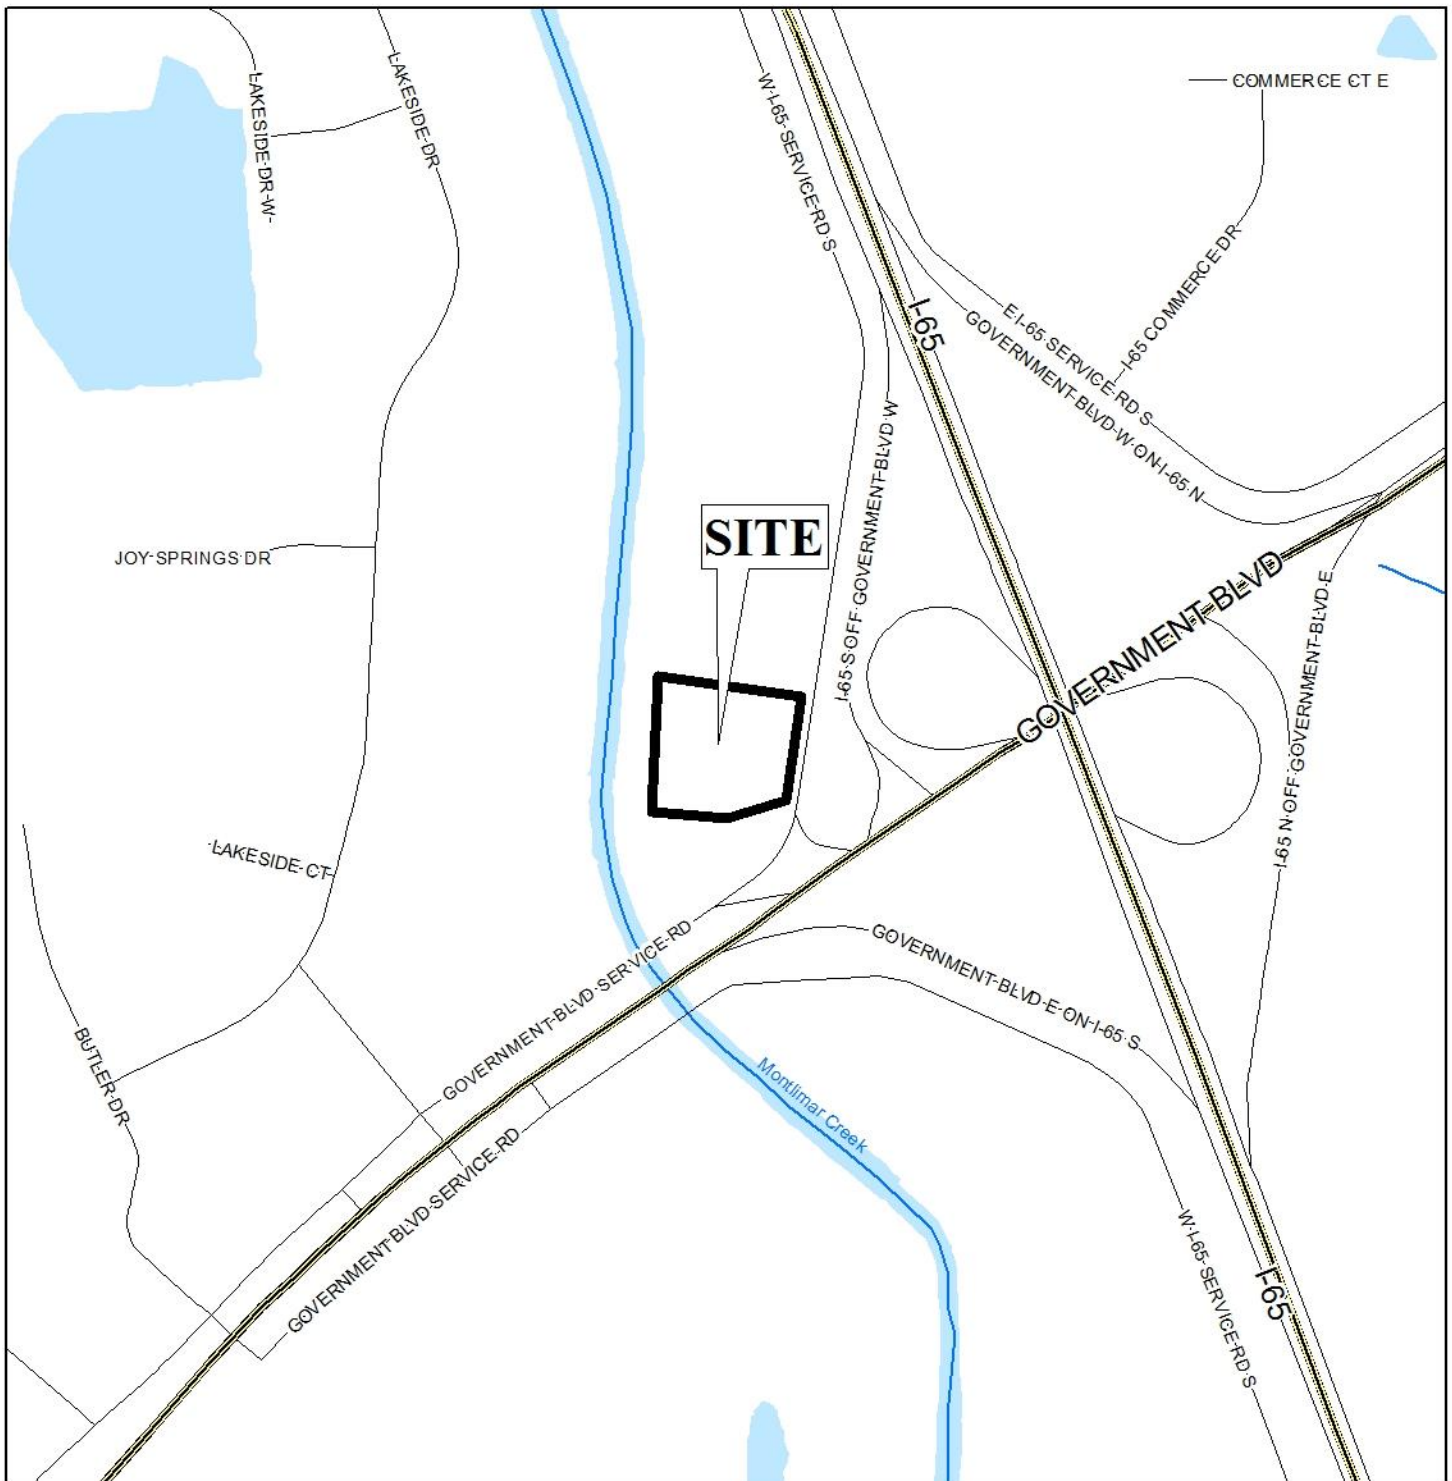 COMMERCE CT E
LAKESIDE DR W
LAKESIDE DR
W I-65 SERVICE RD S
I-65 COMMERCE DR
E I-65 SERVICE RD S
GOVERNMENT BLVD W ON I-65 N
I-65
I-65 S OFF GOVERNMENT BLVD W
SITE
JOY SPRINGS DR
GOVERNMENT BLVD
I-65 N OFF GOVERNMENT BLVD E
LAKESIDE CT
GOVERNMENT BLVD SERVICE RD
GOVERNMENT BLVD E ON I-65 S
BUTLER DR
Montlimar Creek
GOVERNMENT BLVD SERVICE RD
W I-65 SERVICE RD S
I-65